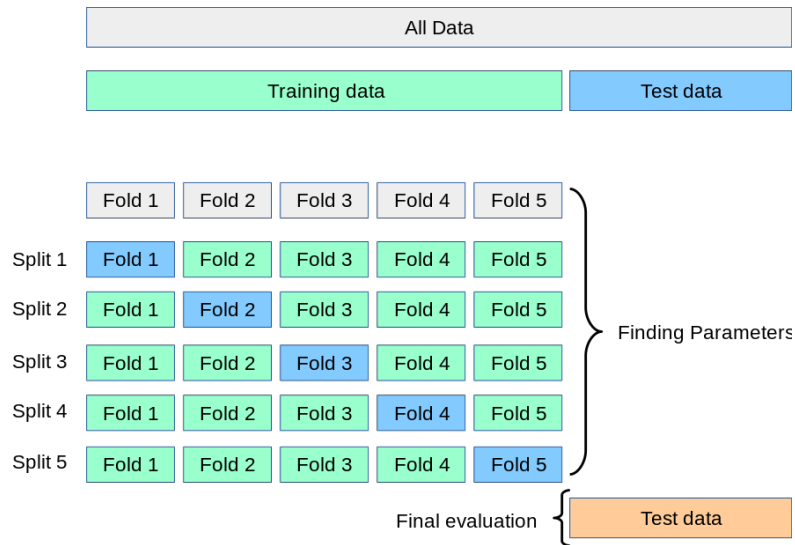 All Data
Training data Test data
Fold 1 Fold 2 Fold 3 Fold 4 Fold 5
Split 1 Fold 1 Fold 2 Fold 3 Fold 4 Fold 5
Split 2 Fold 1 Fold 2 Fold 3 Fold 4 Fold 5
Finding Parameters
Split 3 Fold 1 Fold 2 Fold 3 Fold 4 Fold 5
Split 4 Fold 1 Fold 2 Fold 3 Fold 4 Fold 5
Split 5 Fold 1 Fold 2 Fold 3 Fold 4 Fold 5
Final evaluation Test data